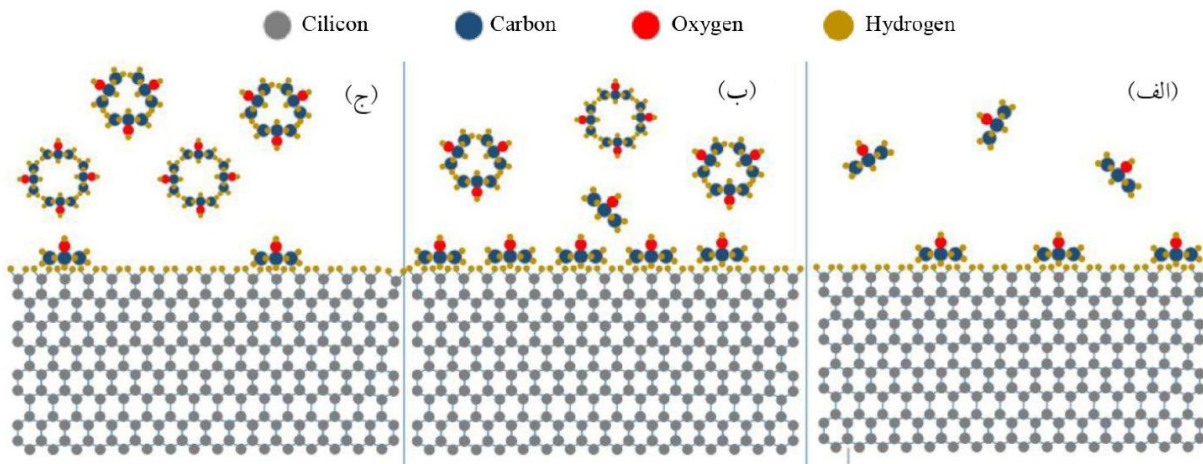 Cilicon Carbon Oxygen Hydrogen
(الف)
(ب)
(ج)